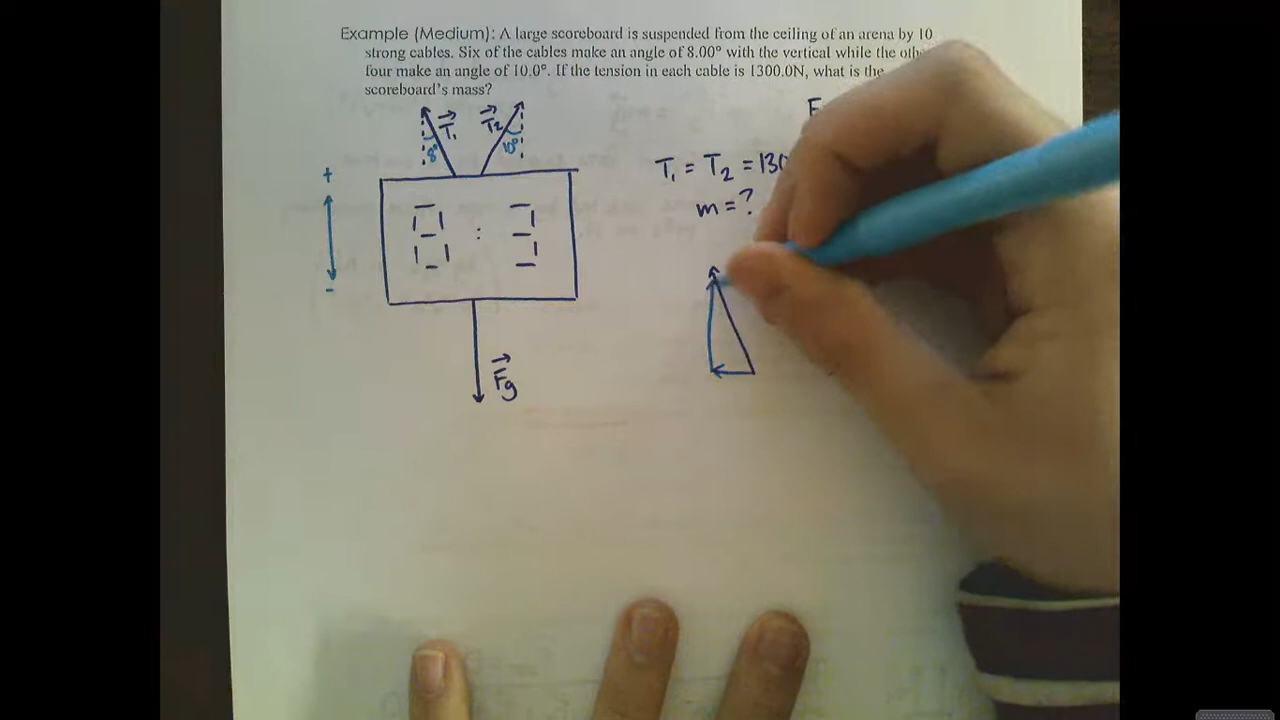 Example (Medium): A large scoreboard is suspended from the ceiling of an arena by 10
strong cables. Six of the cables make an angle of 8.00° with the vertical while the
four make an angle of 10.0°. If the tension in each cable is 1300.0N, what is the
scoreboard's mass?
T₁ T₂
8° 10°
T₁ = T₂ =
m = ?
+
-
Fg